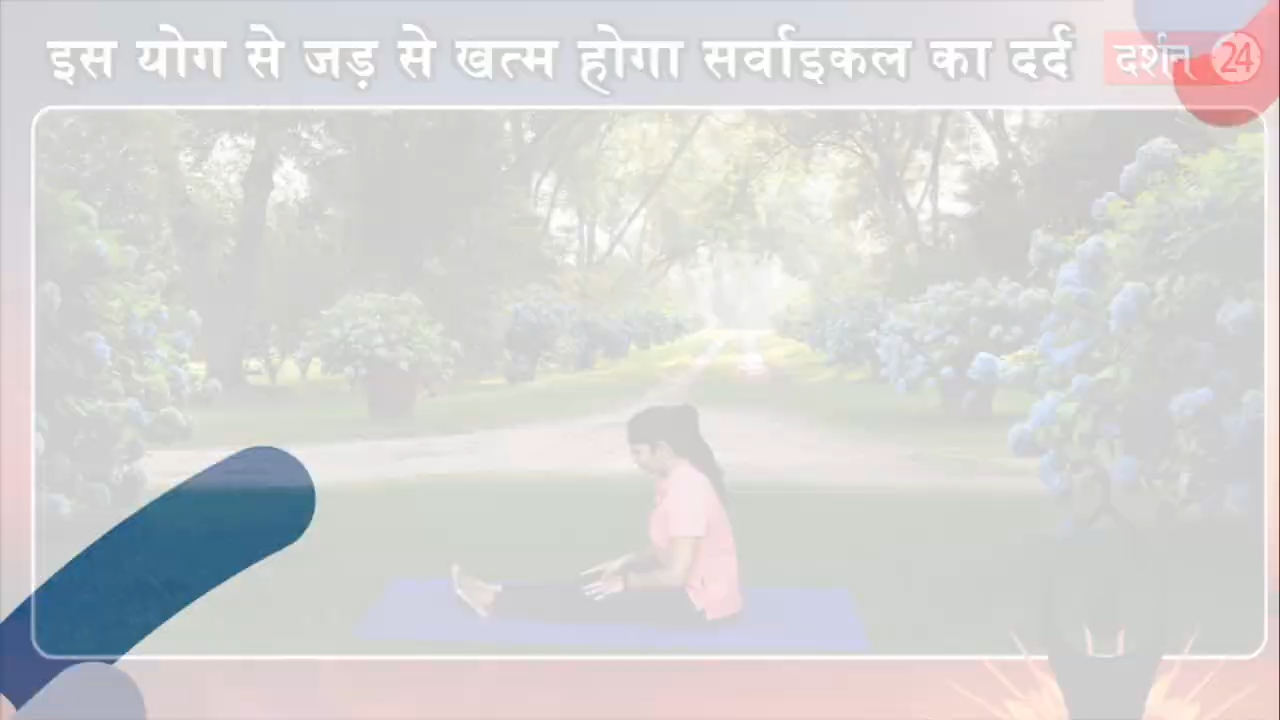 इस योग से जड़ से खत्म होगा सर्वाइकल का दर्द
दर्शन 24